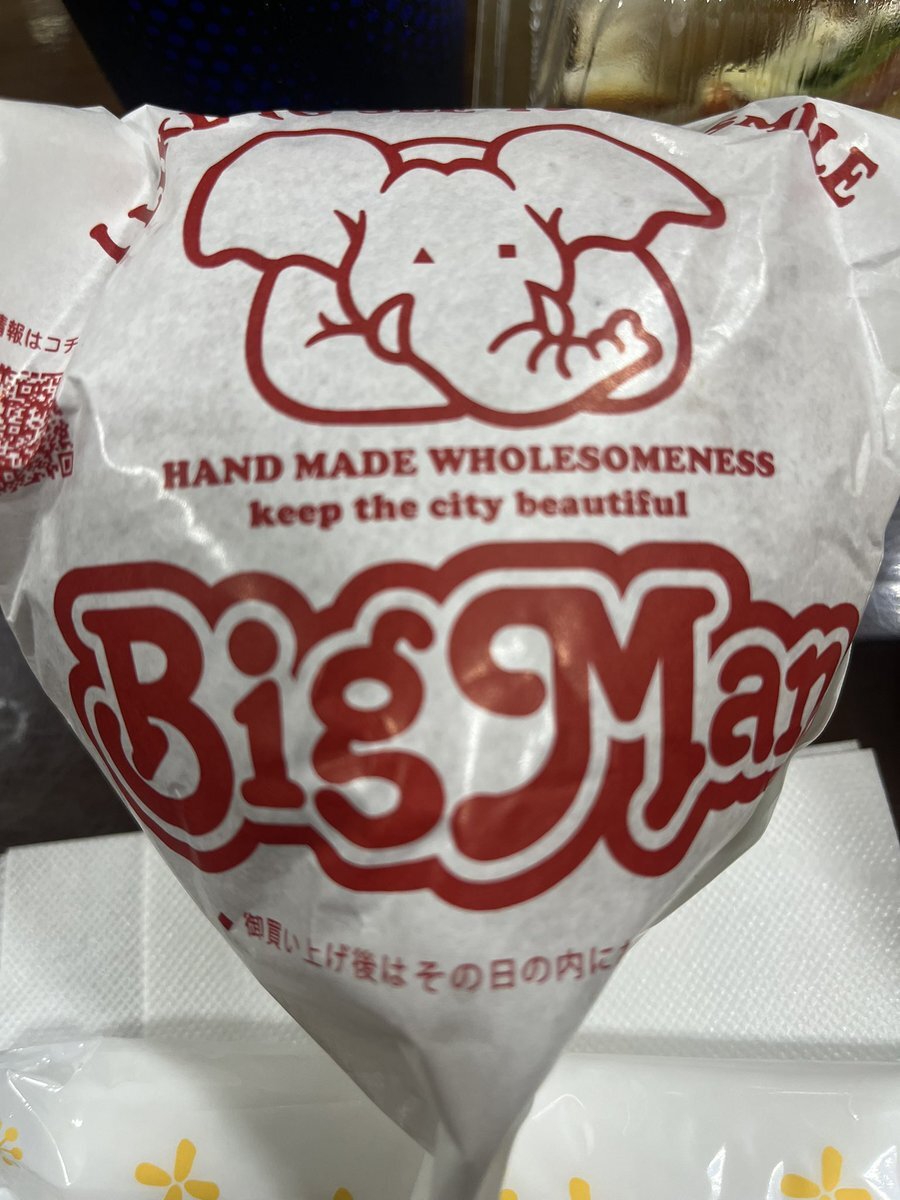 HAND MADE WHOLESOMENESS
keep the city beautiful
BigMan
情報はコチ
◆ 御買い上げ後はその日の内に